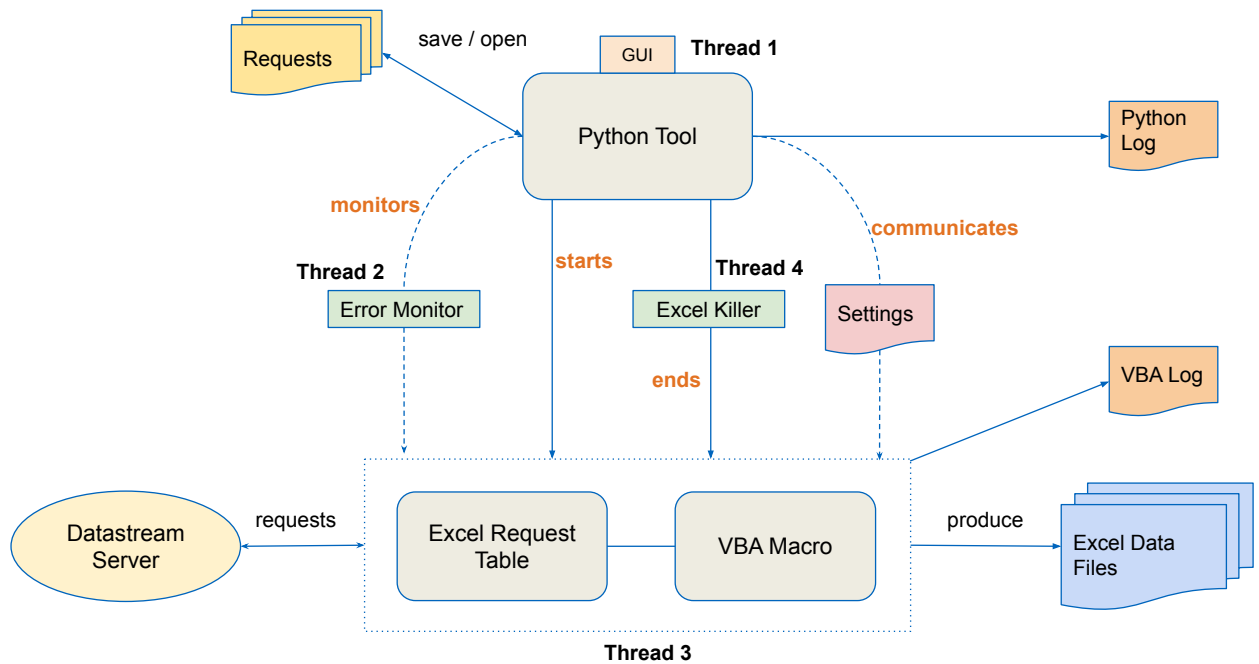 save / open
GUI
Thread 1
Requests
Python Tool
Python
Log
monitors
communicates
starts
Thread 2
Thread 4
Error Monitor
Excel Killer
Settings
ends
VBA Log
requests
produce
Datastream
Server
Excel Request
Table
VBA Macro
Excel Data
Files
Thread 3